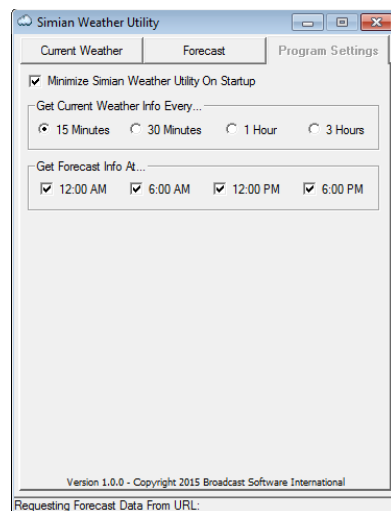 Simian Weather Utility
Current Weather Forecast Program Settings
Minimize Simian Weather Utility On Startup
Get Current Weather Info Every...
15 Minutes 30 Minutes 1 Hour 3 Hours
Get Forecast Info At...
12:00 AM 6:00 AM 12:00 PM 6:00 PM
Version 1.0.0 - Copyright 2015 Broadcast Software International
Requesting Forecast Data From URL: